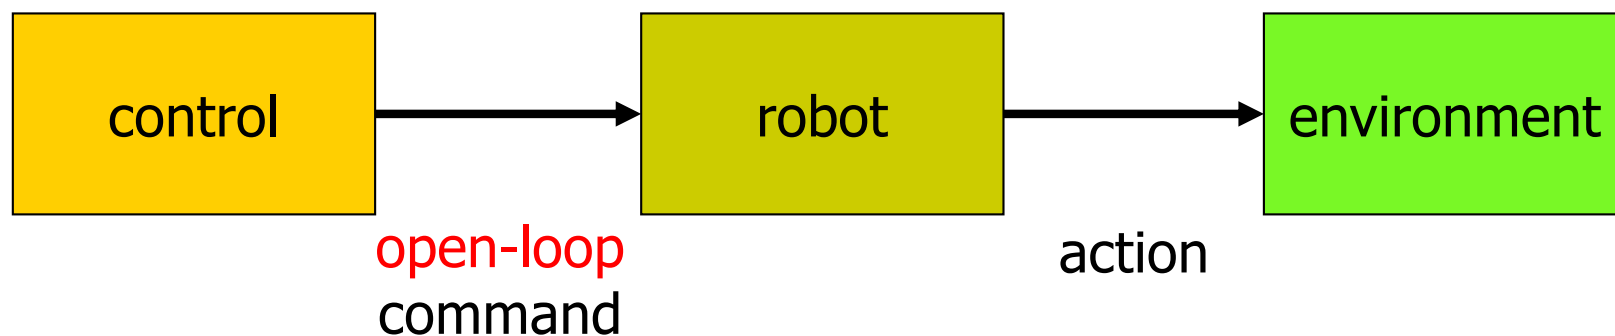 control
robot
environment
open-loop
command
action